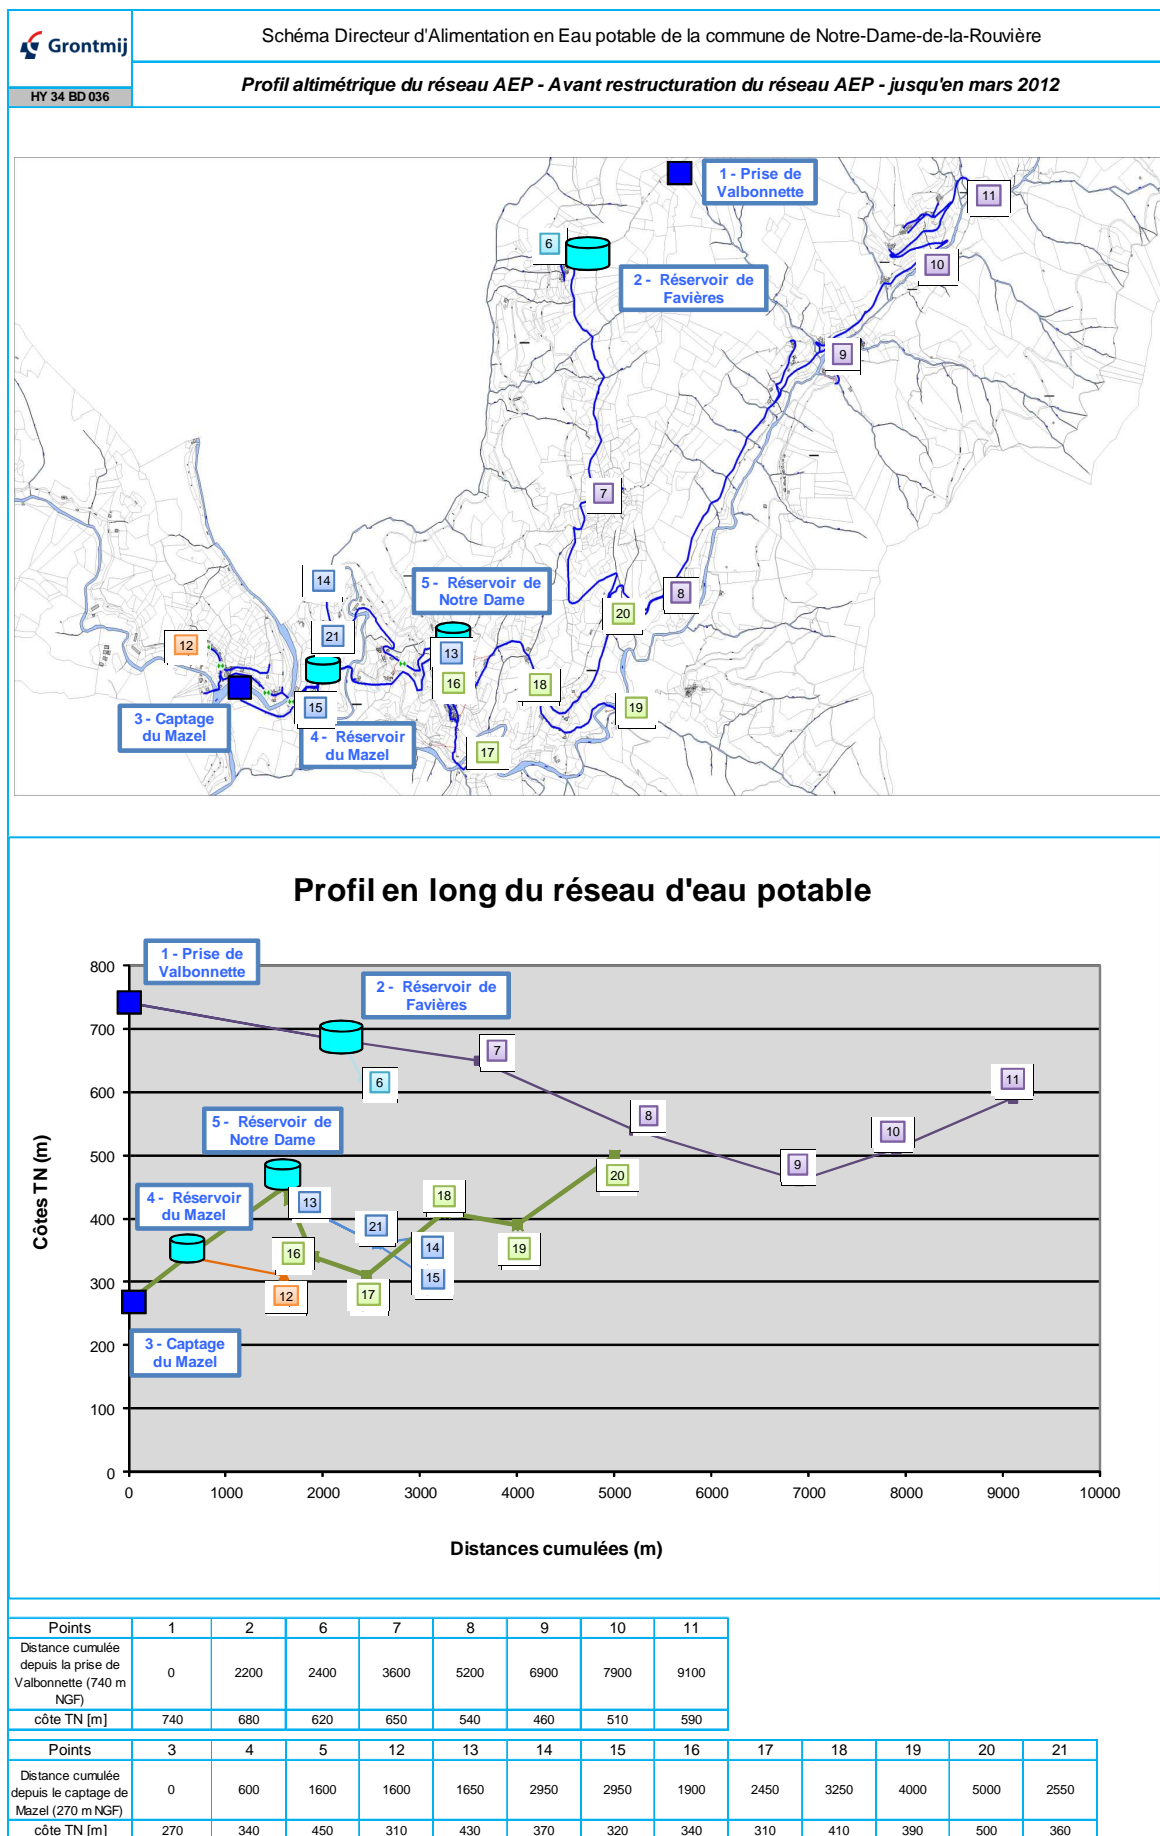 Grontmij
HY 34 BD 036
Schéma Directeur d'Alimentation en Eau potable de la commune de Notre-Dame-de-la-Rouvière
Profil altimétrique du réseau AEP - Avant restructuration du réseau AEP - jusqu'en mars 2012
1 - Prise de
Valbonnette
11
6
2 - Réservoir de
Favières
10
9
7
14
5 - Réservoir de
Notre Dame
8
20
21
12
13
16
18
15
19
3 - Captage
du Mazel
4 - Réservoir
du Mazel
17
Profil en long du réseau d'eau potable
1 - Prise de
Valbonnette
2 - Réservoir de
Favières
5 - Réservoir de
Notre Dame
4 - Réservoir
du Mazel
3 - Captage
du Mazel
7
6
8
11
10
9
20
18
13
21
14
19
16
15
12
17
800
700
600
500
400
300
200
100
0
Côtes TN (m)
0 1000 2000 3000 4000 5000 6000 7000 8000 9000 10000
Distances cumulées (m)
Points 1 2 6 7 8 9 10 11
Distance cumulée
depuis la prise de
Valbonnette (740 m
NGF)
0 2200 2400 3600 5200 6900 7900 9100
côte TN [m] 740 680 620 650 540 460 510 590
Points 3 4 5 12 13 14 15 16 17 18 19 20 21
Distance cumulée
depuis le captage de
Mazel (270 m NGF)
0 600 1600 1600 1650 2950 2950 1900 2450 3250 4000 5000 2550
côte TN [m] 270 340 450 310 430 370 320 340 310 410 390 500 360